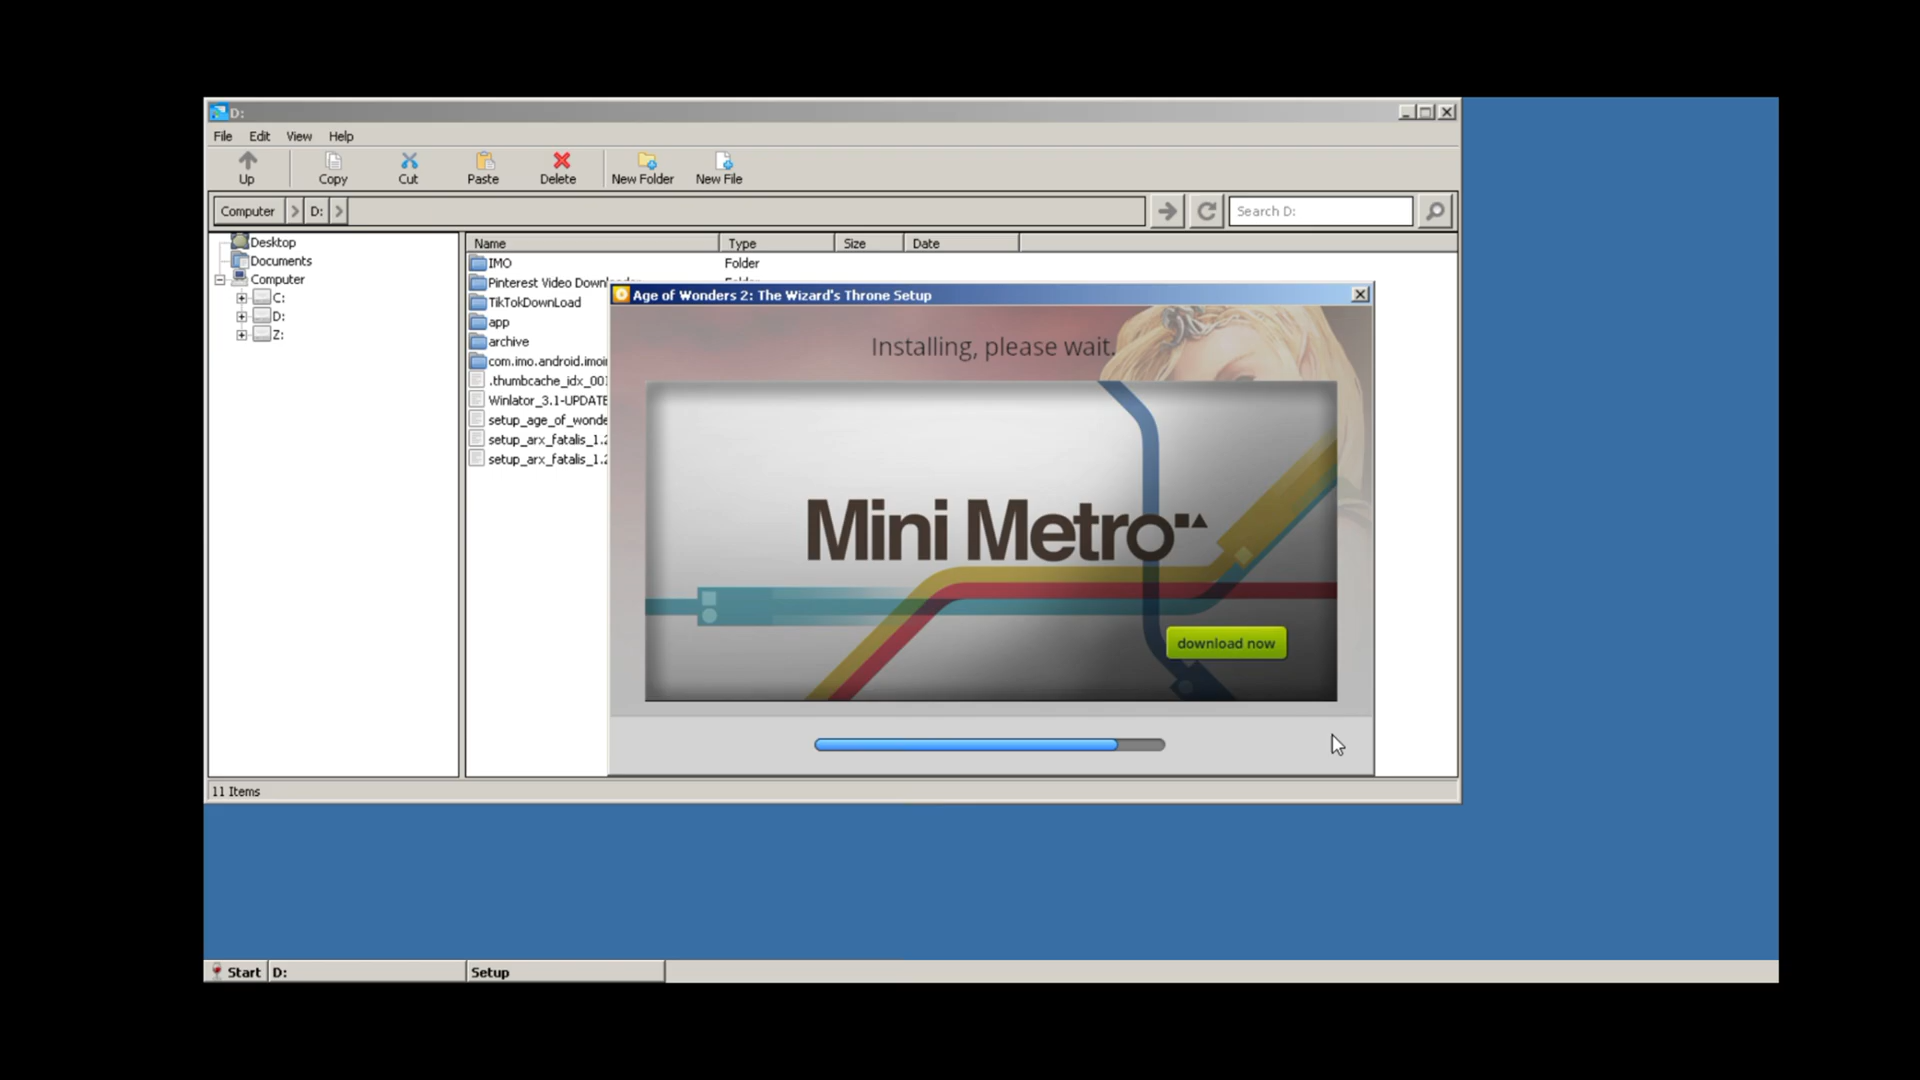 D:
File Edit View Help
Up Copy Cut Paste Delete New Folder New File
Computer D: Search D:
Desktop
Documents
Computer
C:
D:
Z:
Name Type Size Date
IMO Folder
Pinterest Video
TikTokDownLoad
app
archive
com.imo.android.imoi
.thumbcache_idx_001
Winlator_3.1-UPDATE
setup_age_of_wonde
setup_arx_fatalis_1.2
setup_arx_fatalis_1.2
Age of Wonders 2: The Wizard's Throne Setup
Installing, please wait.
Mini Metro
download now
11 Items
Start D: Setup